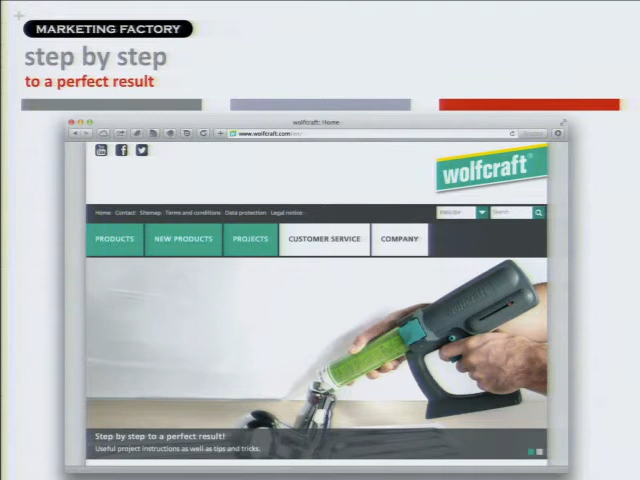 MARKETING FACTORY
step by step
to a perfect result
wolfcraft: Home
www.wolfcraft.com/en/
wolfcraft®
Home Contact Sitemap Terms and conditions Data protection Legal notice
Search
PRODUCTS NEW PRODUCTS PROJECTS CUSTOMER SERVICE COMPANY
wolfcraft
Step by step to a perfect result!
Useful project instructions as well as tips and tricks.